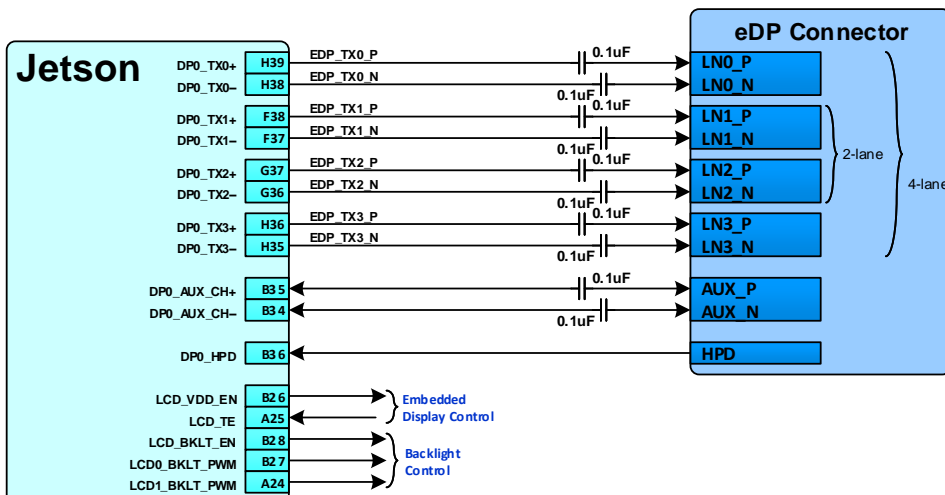 eDP Connector
Jetson
DP0_TX0+ H39 EDP_TX0_P 0.1uF LN0_P
DP0_TX0– H38 EDP_TX0_N 0.1uF LN0_N
DP0_TX1+ F38 EDP_TX1_P 0.1uF LN1_P
DP0_TX1– F37 EDP_TX1_N 0.1uF LN1_N
2-lane
DP0_TX2+ G37 EDP_TX2_P 0.1uF LN2_P
4-lane
DP0_TX2– G36 EDP_TX2_N 0.1uF LN2_N
DP0_TX3+ H36 EDP_TX3_P 0.1uF LN3_P
DP0_TX3– H35 EDP_TX3_N 0.1uF LN3_N
DP0_AUX_CH+ B35 0.1uF AUX_P
DP0_AUX_CH– B34 0.1uF AUX_N
DP0_HPD B36 HPD
LCD_VDD_EN B26 Embedded
LCD_TE A25 Display Control
LCD_BKLT_EN B28 Backlight
LCD0_BKLT_PWM B27 Control
LCD1_BKLT_PWM A24